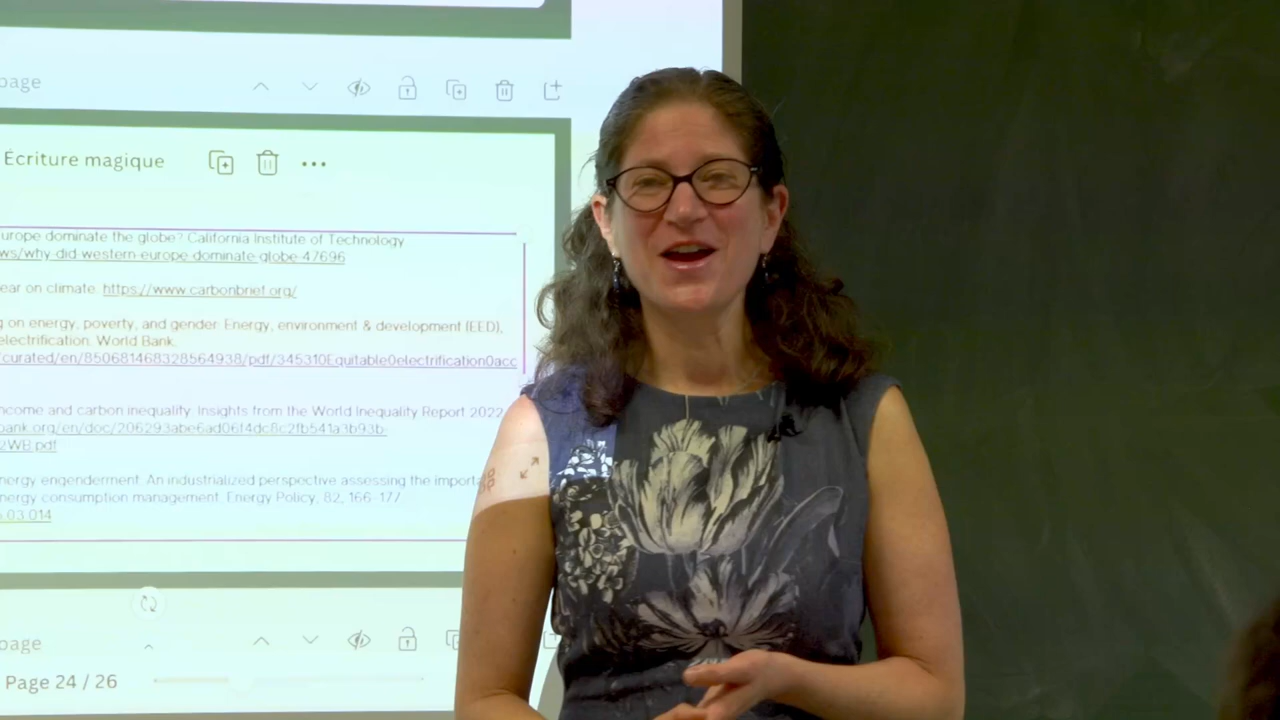 page
Écriture magique
urope dominate the globe? California Institute of Technology
ws/why-did-western-europe-dominate-globe-47696
ear on climate. https://www.carbonbrief.org/
g on energy, poverty, and gender. Energy, environment & development (EED),
electrification. World Bank.
/curated/en/850681468328564938/pdf/345310Equitable0electrification0acc
ncome and carbon inequality. Insights from the World Inequality Report 2022
bank.org/en/doc/206293abe6ad06f4dc8c2fb541a3b93b-
2WB.pdf
nergy engenderment: An industrialized perspective assessing the importa
nergy consumption management. Energy Policy, 82, 166-177.
5.03.014
page
Page 24 / 26